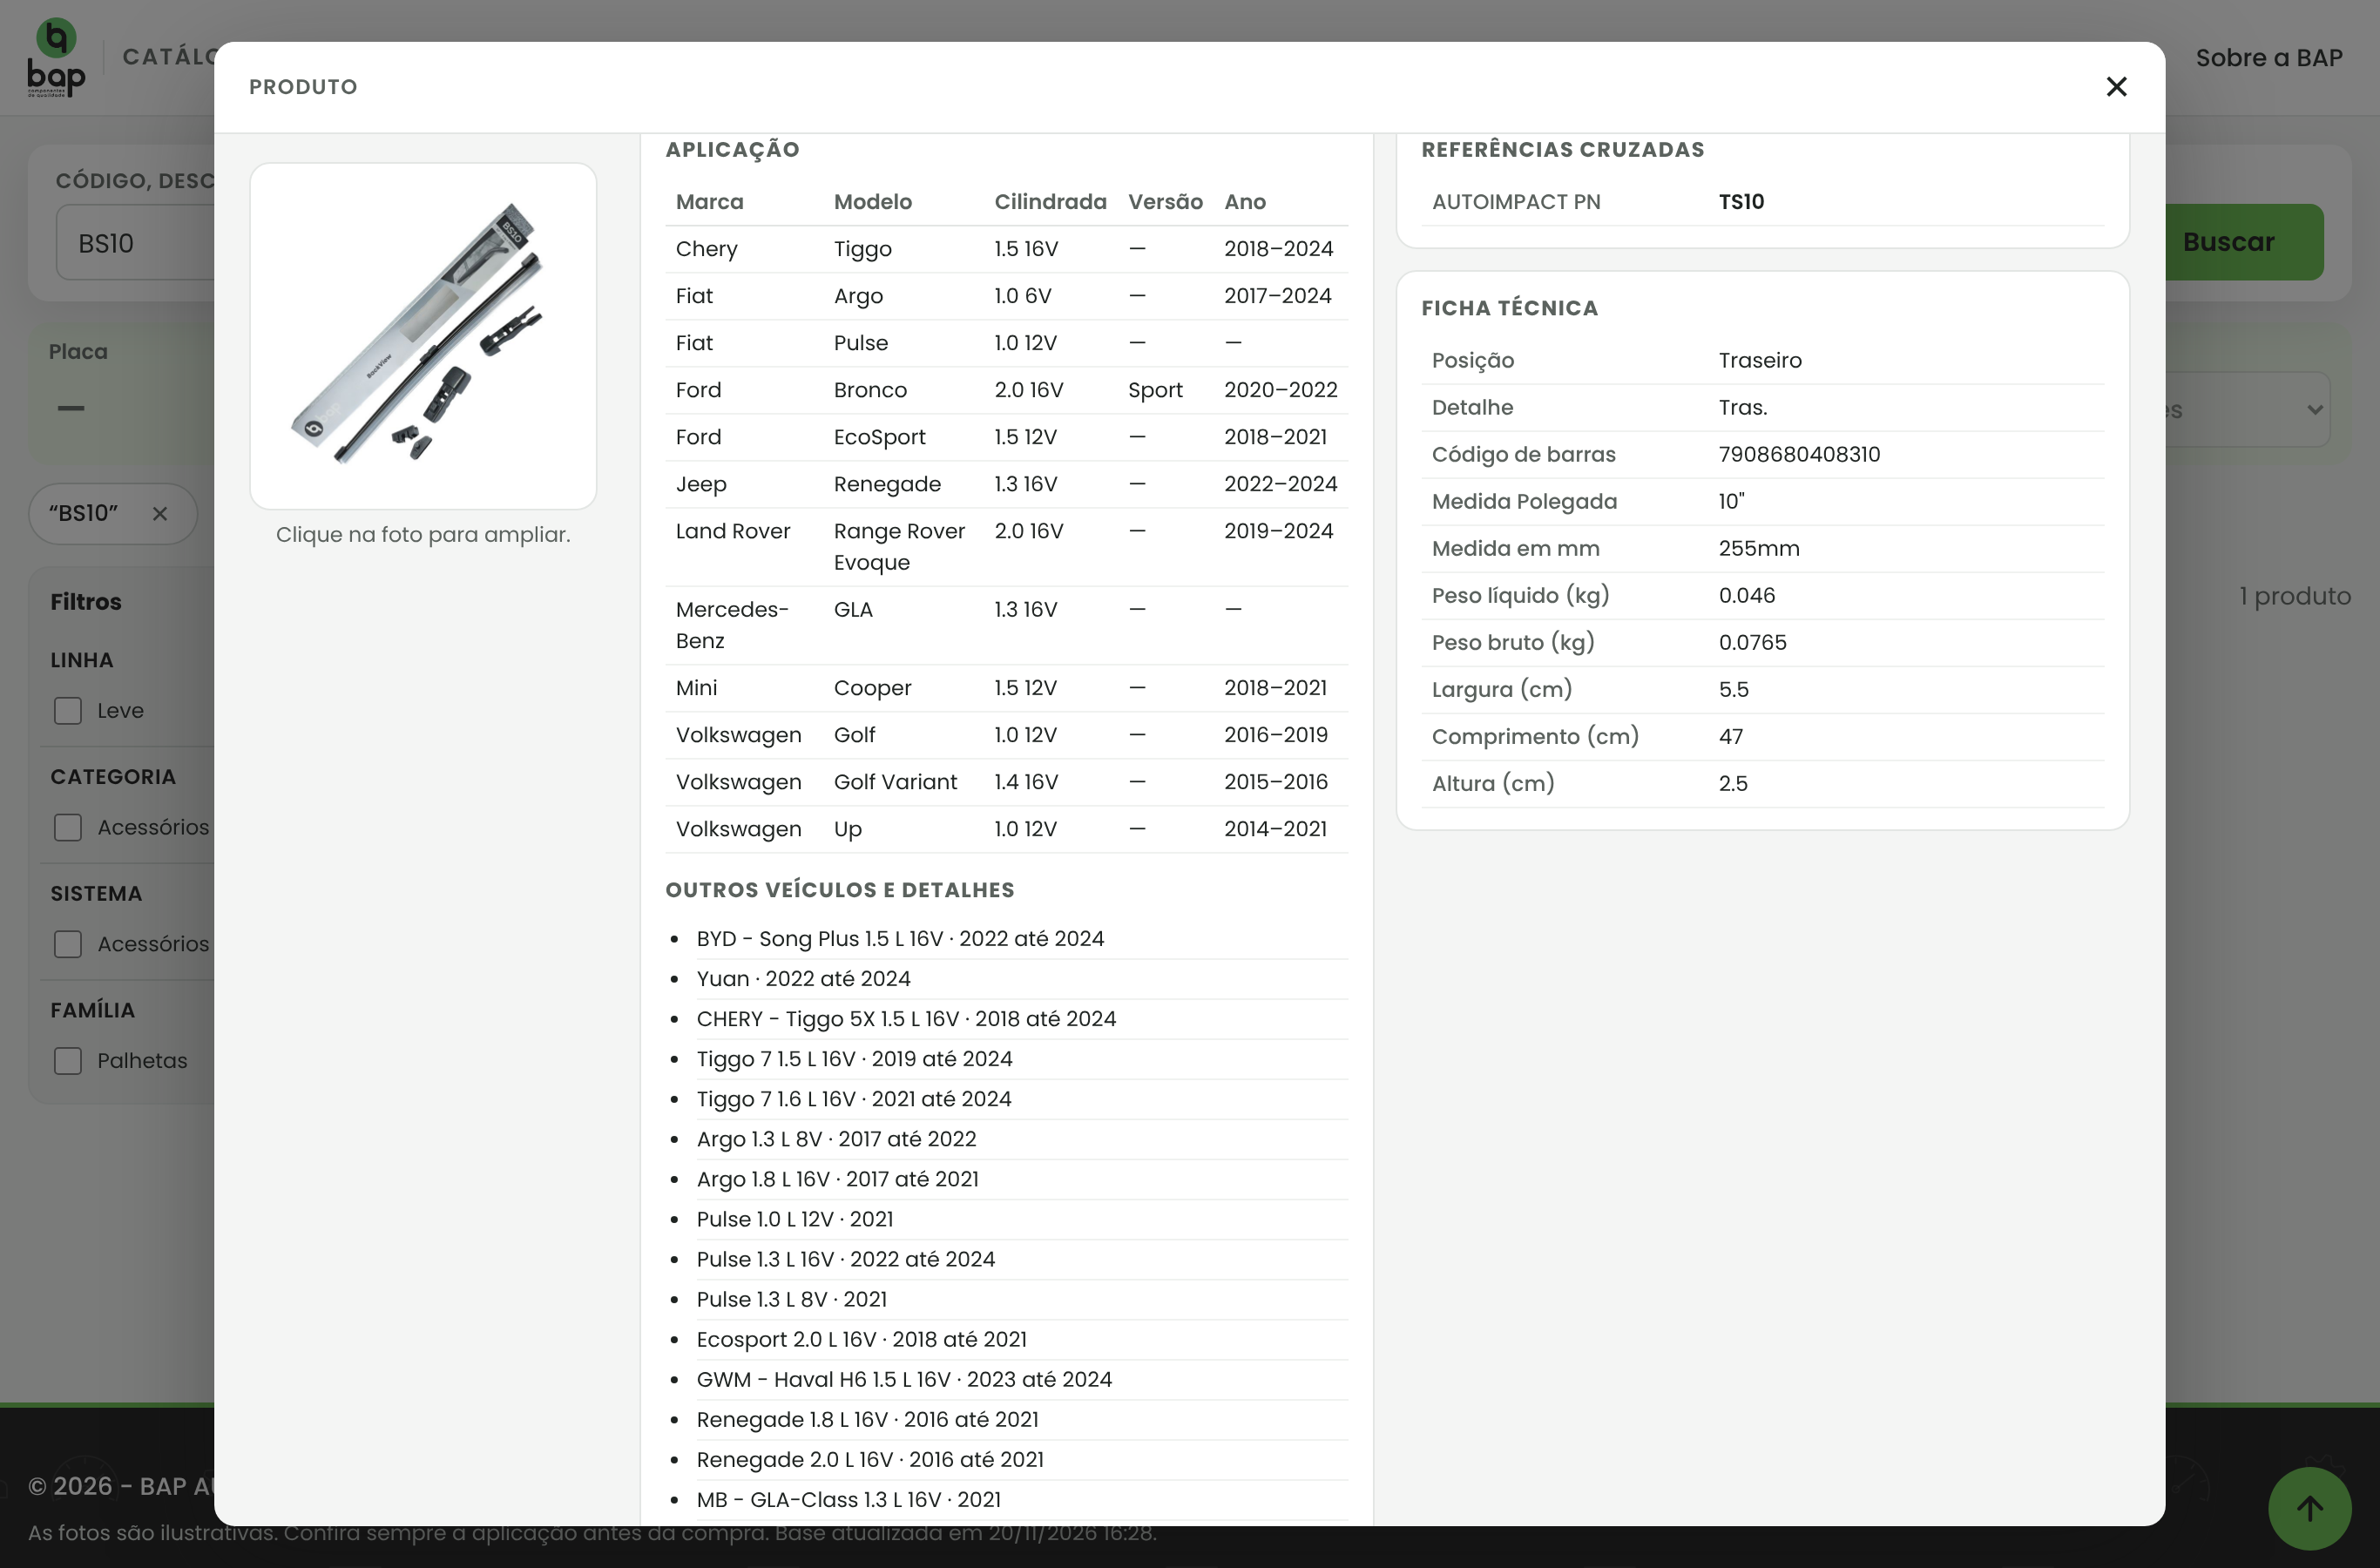 bap
componentes
de qualidade
CATÁLO
Sobre a BAP
CÓDIGO, DESC
BS10
Buscar
Placa
—
es
“BS10”
Filtros
1 produto
LINHA
Leve
CATEGORIA
Acessórios
SISTEMA
Acessórios
FAMÍLIA
Palhetas
PRODUTO
BS10
BackView
bap
Clique na foto para ampliar.
APLICAÇÃO
Marca Modelo Cilindrada Versão Ano
Chery Tiggo 1.5 16V — 2018–2024
Fiat Argo 1.0 6V — 2017–2024
Fiat Pulse 1.0 12V — —
Ford Bronco 2.0 16V Sport 2020–2022
Ford EcoSport 1.5 12V — 2018–2021
Jeep Renegade 1.3 16V — 2022–2024
Land Rover Range Rover 2.0 16V — 2019–2024
Evoque
Mercedes- GLA 1.3 16V — —
Benz
Mini Cooper 1.5 12V — 2018–2021
Volkswagen Golf 1.0 12V — 2016–2019
Volkswagen Golf Variant 1.4 16V — 2015–2016
Volkswagen Up 1.0 12V — 2014–2021
OUTROS VEÍCULOS E DETALHES
• BYD - Song Plus 1.5 L 16V · 2022 até 2024
• Yuan · 2022 até 2024
• CHERY - Tiggo 5X 1.5 L 16V · 2018 até 2024
• Tiggo 7 1.5 L 16V · 2019 até 2024
• Tiggo 7 1.6 L 16V · 2021 até 2024
• Argo 1.3 L 8V · 2017 até 2022
• Argo 1.8 L 16V · 2017 até 2021
• Pulse 1.0 L 12V · 2021
• Pulse 1.3 L 16V · 2022 até 2024
• Pulse 1.3 L 8V · 2021
• Ecosport 2.0 L 16V · 2018 até 2021
• GWM - Haval H6 1.5 L 16V · 2023 até 2024
• Renegade 1.8 L 16V · 2016 até 2021
• Renegade 2.0 L 16V · 2016 até 2021
• MB - GLA-Class 1.3 L 16V · 2021
REFERÊNCIAS CRUZADAS
AUTOIMPACT PN TS10
FICHA TÉCNICA
Posição Traseiro
Detalhe Tras.
Código de barras 7908680408310
Medida Polegada 10"
Medida em mm 255mm
Peso líquido (kg) 0.046
Peso bruto (kg) 0.0765
Largura (cm) 5.5
Comprimento (cm) 47
Altura (cm) 2.5
© 2026 - BAP AU
As fotos são ilustrativas. Confira sempre a aplicação antes da compra. Base atualizada em 20/11/2026 16:28.